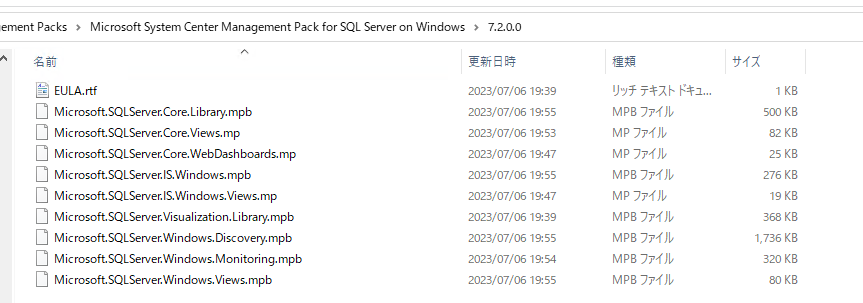 ement Packs > Microsoft System Center Management Pack for SQL Server on Windows > 7.2.0.0
名前 更新日時 種類 サイズ
EULA.rtf 2023/07/06 19:39 リッチ テキスト ドキュ... 1 KB
Microsoft.SQLServer.Core.Library.mpb 2023/07/06 19:55 MPB ファイル 500 KB
Microsoft.SQLServer.Core.Views.mp 2023/07/06 19:53 MP ファイル 82 KB
Microsoft.SQLServer.Core.WebDashboards.mp 2023/07/06 19:47 MP ファイル 25 KB
Microsoft.SQLServer.IS.Windows.mpb 2023/07/06 19:55 MPB ファイル 276 KB
Microsoft.SQLServer.IS.Windows.Views.mp 2023/07/06 19:47 MP ファイル 19 KB
Microsoft.SQLServer.Visualization.Library.mpb 2023/07/06 19:39 MPB ファイル 368 KB
Microsoft.SQLServer.Windows.Discovery.mpb 2023/07/06 19:55 MPB ファイル 1,736 KB
Microsoft.SQLServer.Windows.Monitoring.mpb 2023/07/06 19:54 MPB ファイル 320 KB
Microsoft.SQLServer.Windows.Views.mpb 2023/07/06 19:55 MPB ファイル 80 KB